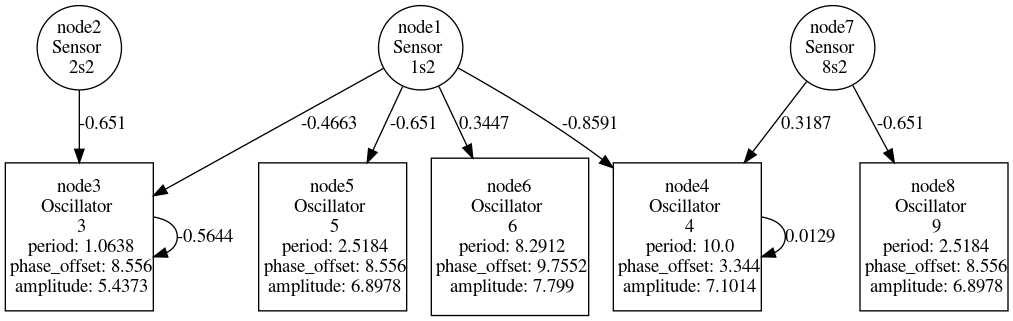 node2
Sensor
2s2
node1
Sensor
1s2
node7
Sensor
8s2
-0.651
-0.4663
-0.651
0.3447
-0.8591
0.3187
-0.651
node3
Oscillator
3
period: 1.0638
phase_offset: 8.556
amplitude: 5.4373
-0.5644
node5
Oscillator
5
period: 2.5184
phase_offset: 8.556
amplitude: 6.8978
node6
Oscillator
6
period: 8.2912
phase_offset: 9.7552
amplitude: 7.799
node4
Oscillator
4
period: 10.0
phase_offset: 3.344
amplitude: 7.1014
0.0129
node8
Oscillator
9
period: 2.5184
phase_offset: 8.556
amplitude: 6.8978